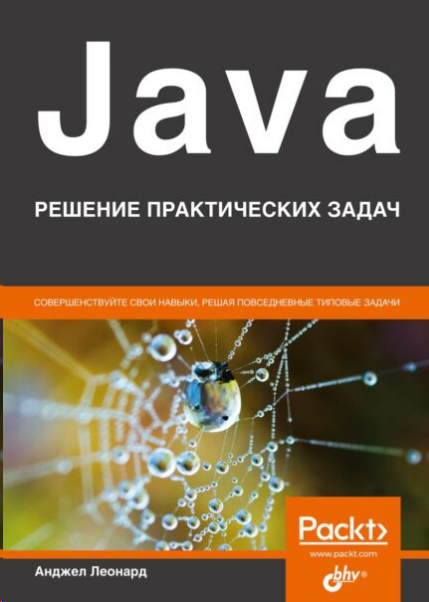 Java
РЕШЕНИЕ ПРАКТИЧЕСКИХ ЗАДАЧ
СОВЕРШЕНСТВУЙТЕ СВОИ НАВЫКИ, РЕШАЯ ПОВСЕДНЕВНЫЕ ТИПОВЫЕ ЗАДАЧИ
Packt>
www.packt.com
bhv®
Анджел Леонард